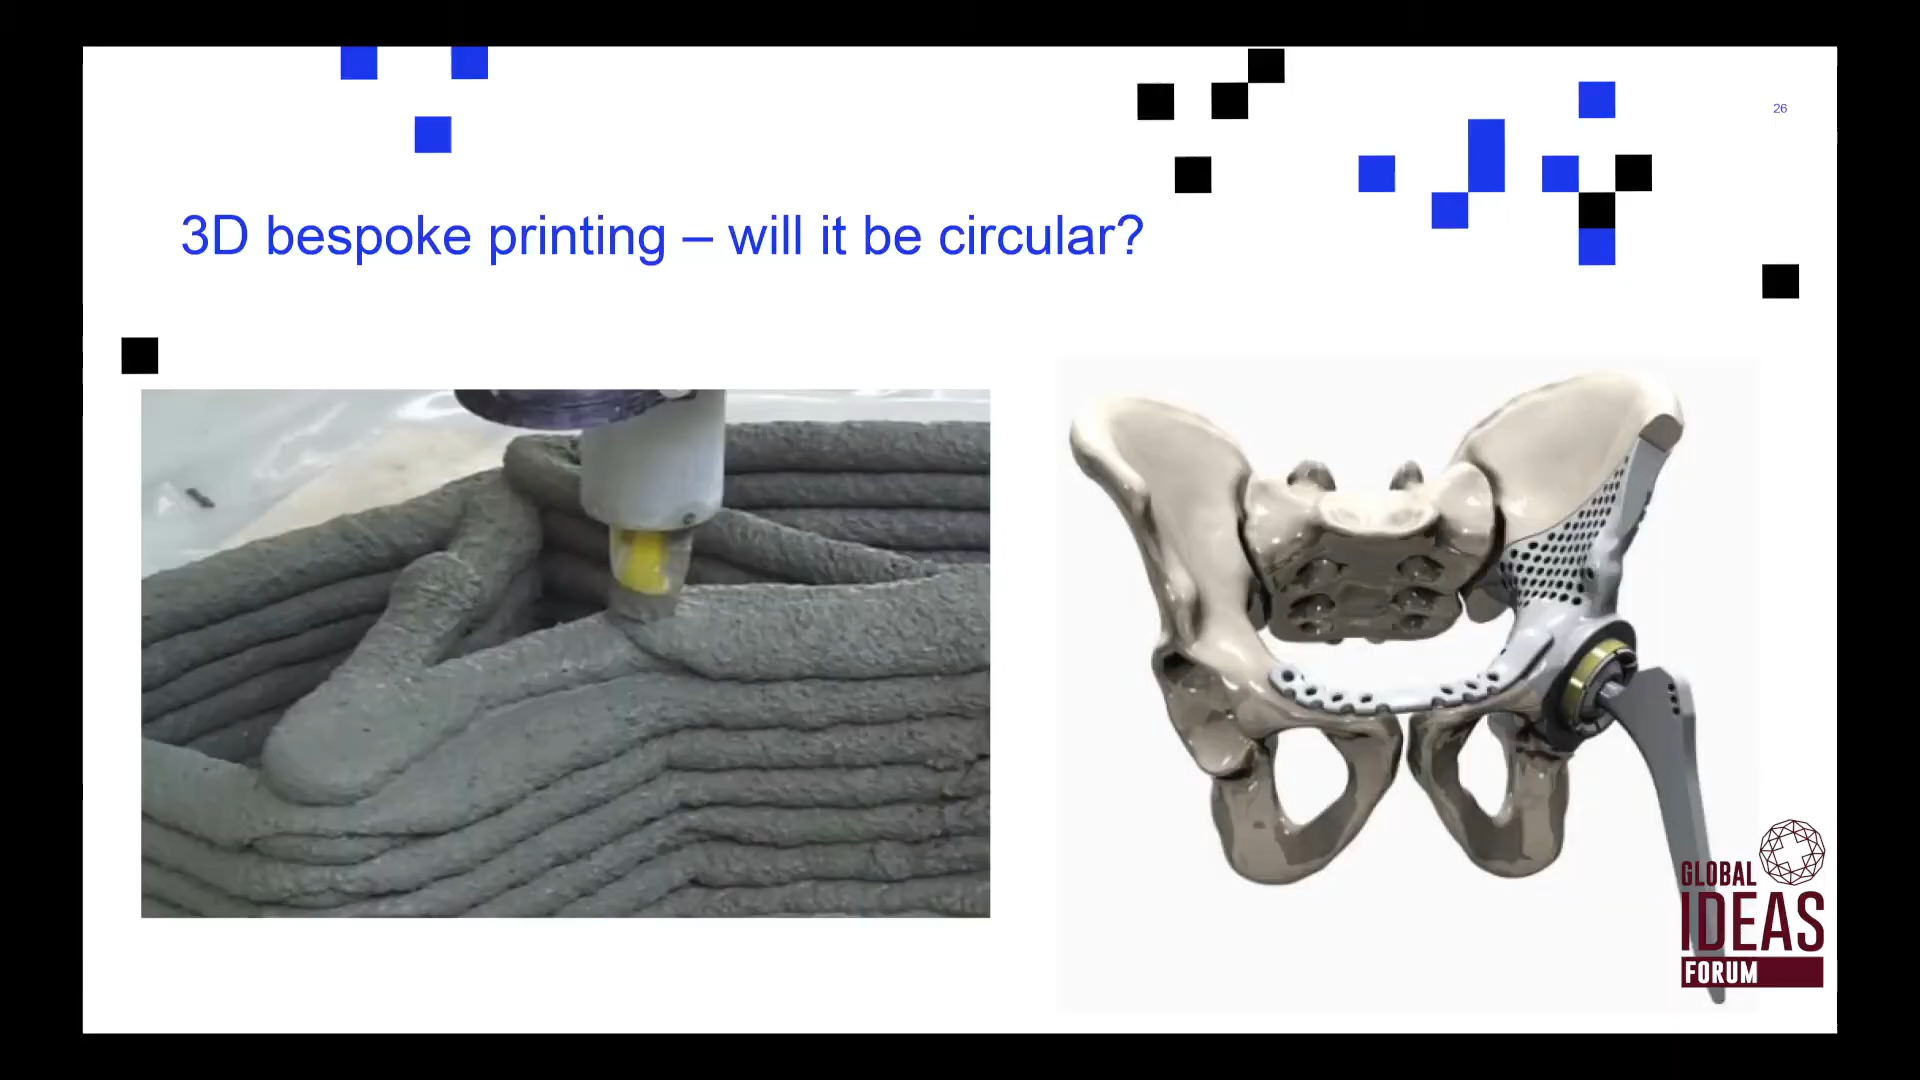 26
3D bespoke printing – will it be circular?
GLOBAL
IDEAS
FORUM